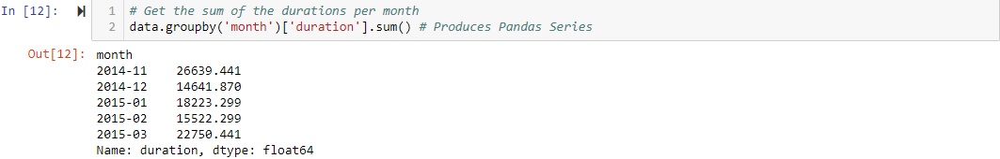 In [12]: 1 # Get the sum of the durations per month
2 data.groupby('month')['duration'].sum() # Produces Pandas Series
Out[12]: month
2014-11 26639.441
2014-12 14641.870
2015-01 18223.299
2015-02 15522.299
2015-03 22750.441
Name: duration, dtype: float64